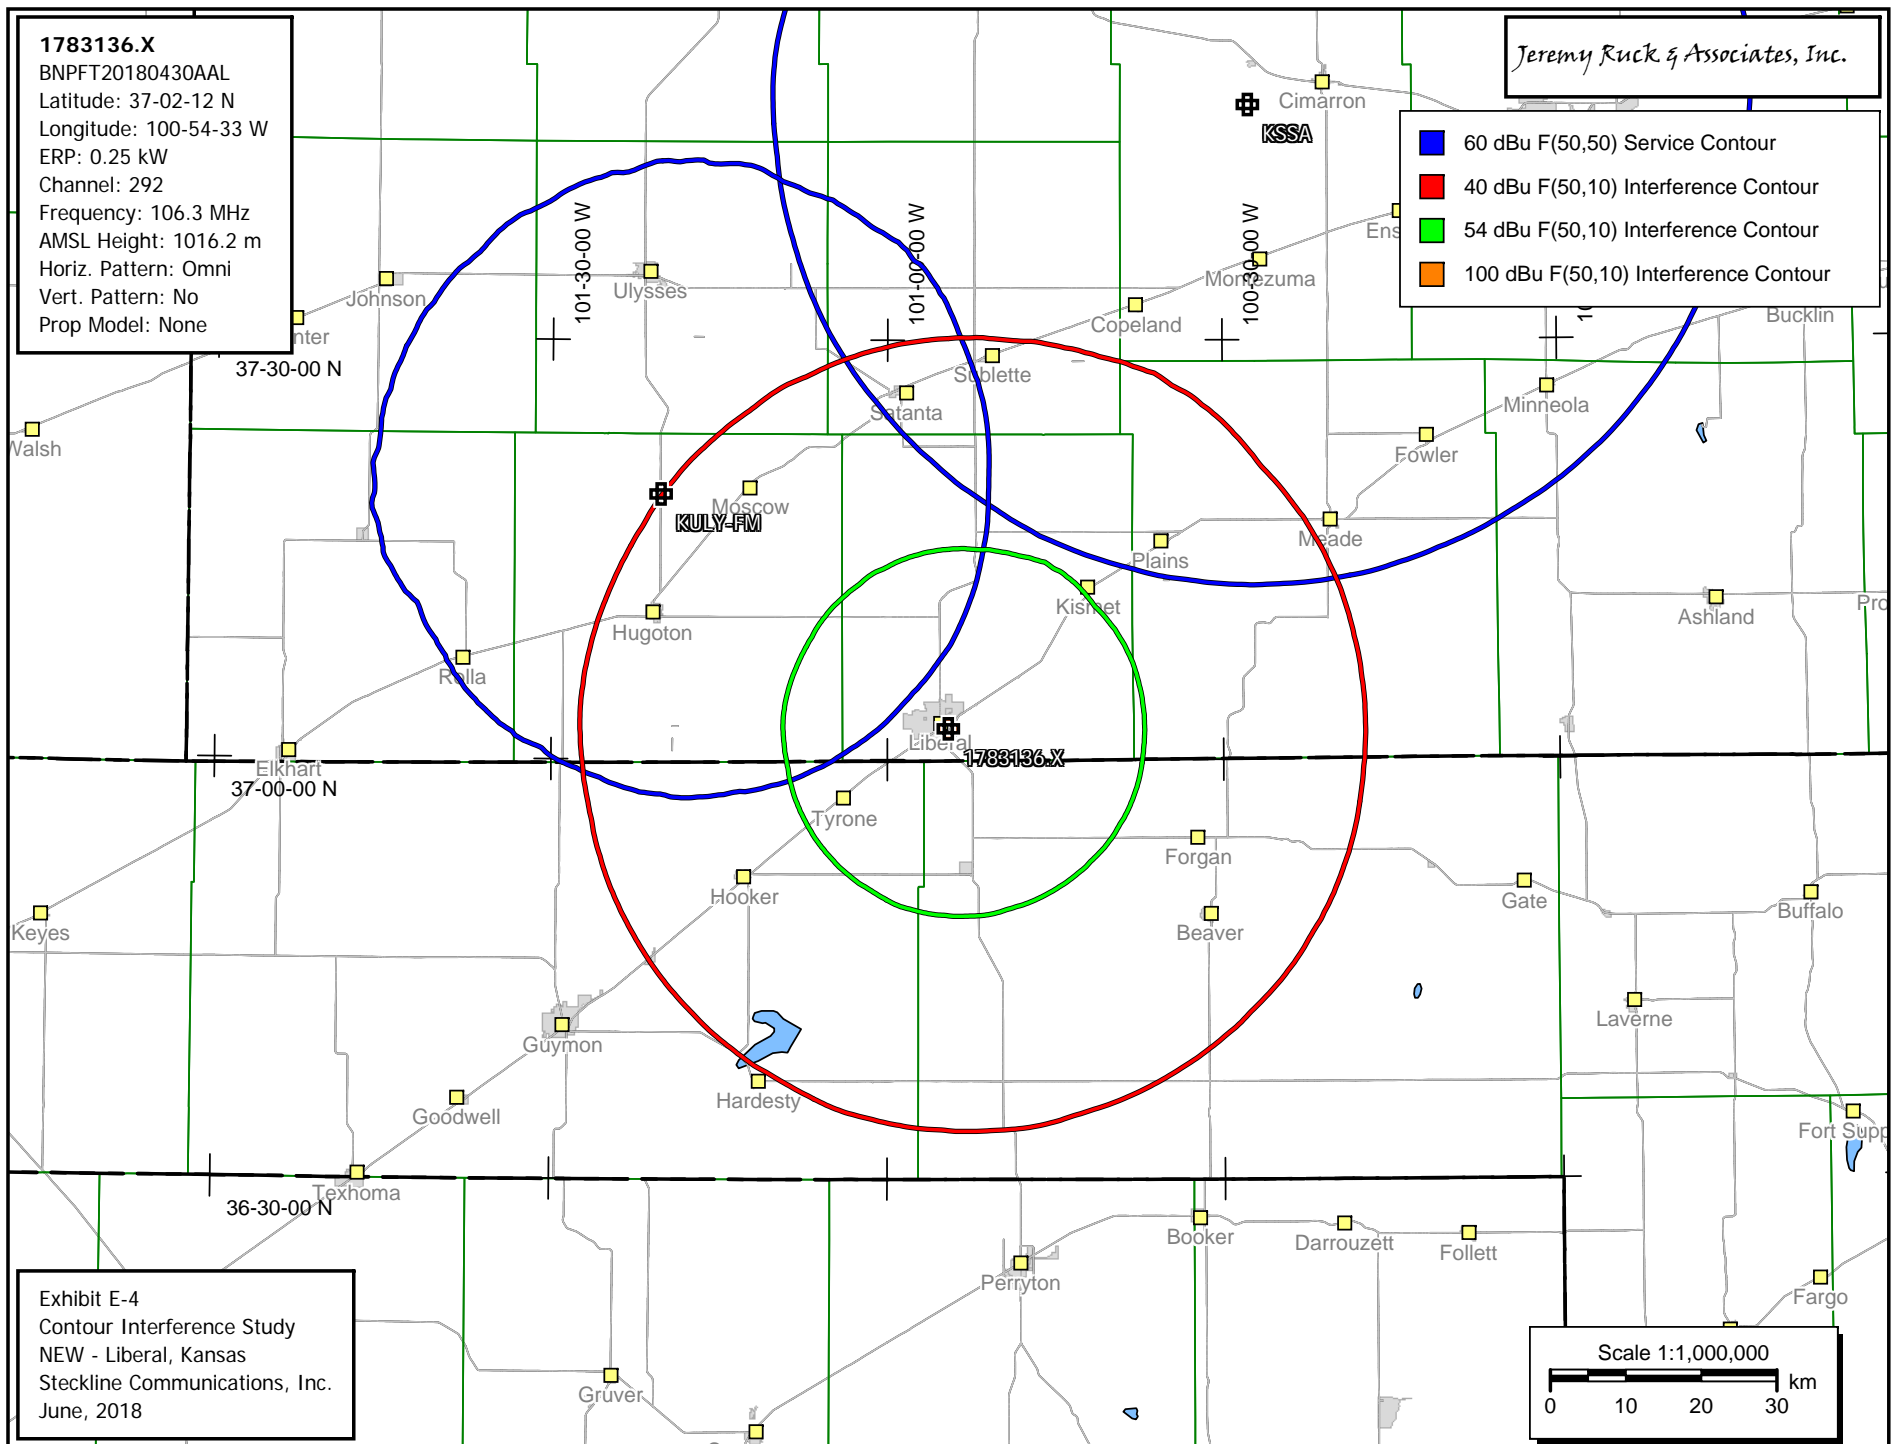 1783136.X
BNPFT20180430AAL
Latitude: 37-02-12 N
Longitude: 100-54-33 W
ERP: 0.25 kW
Channel: 292
Frequency: 106.3 MHz
AMSL Height: 1016.2 m
Horiz. Pattern: Omni
Vert. Pattern: No
Prop Model: None
Jeremy Ruck & Associates, Inc.
60 dBu F(50,50) Service Contour
40 dBu F(50,10) Interference Contour
54 dBu F(50,10) Interference Contour
100 dBu F(50,10) Interference Contour
Cimarron
KSSA
Ens
101-30-00 W
101-00-00 W
100-30-00 W
Johnson
Ulysses
Montezuma
Copeland
Bucklin
nter
37-30-00 N
Sublette
Satanta
Minneola
Walsh
Fowler
Moscow
KULY-FM
Meade
Plains
Kismet
Ashland
Pro
Hugoton
Rolla
Liberal
1783136.X
Elkhart
37-00-00 N
Tyrone
Forgan
Hooker
Gate
Buffalo
Keyes
Beaver
Laverne
Guymon
Hardesty
Goodwell
Fort Supp
Texhoma
36-30-00 N
Booker
Darrouzett
Follett
Perryton
Fargo
Gruver
Exhibit E-4
Contour Interference Study
NEW - Liberal, Kansas
Steckline Communications, Inc.
June, 2018
Scale 1:1,000,000
km
0 10 20 30